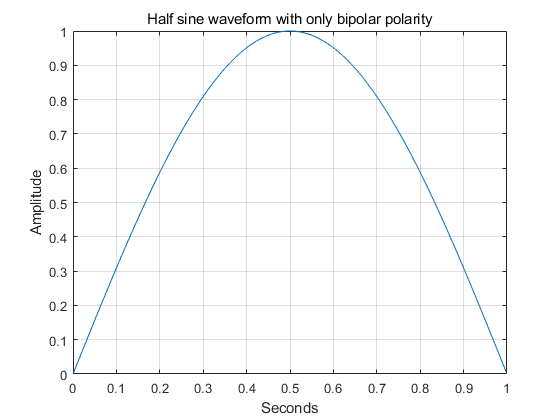 Half sine waveform with only bipolar polarity
1
0.9
0.8
0.7
0.6
0.5
0.4
0.3
0.2
0.1
0
Amplitude
0 0.1 0.2 0.3 0.4 0.5 0.6 0.7 0.8 0.9 1
Seconds